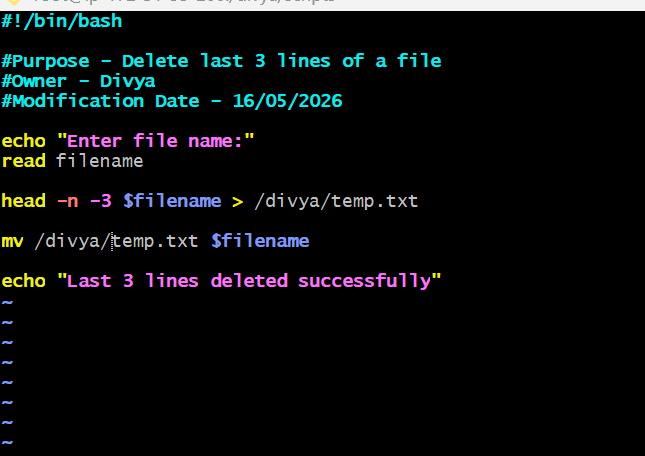 #!/bin/bash
#Purpose - Delete last 3 lines of a file
#Owner - Divya
#Modification Date - 16/05/2026
echo "Enter file name:"
read filename
head -n -3 $filename > /divya/temp.txt
mv /divya/temp.txt $filename
echo "Last 3 lines deleted successfully"
~
~
~
~
~
~
~
~